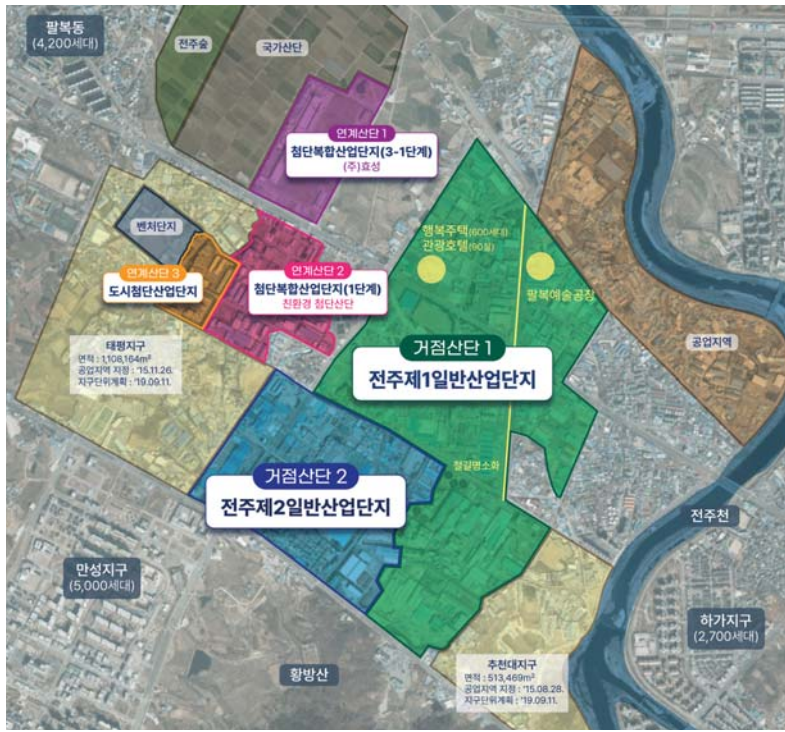 팔복동
(4,200세대)
전주숲
국가산단
연계산단 1
첨단복합산업단지(3-1단계)
(주)효성
벤처단지
행복주택(600세대)
관광호텔(90실)
연계산단 3
도시첨단산업단지
연계산단 2
첨단복합산업단지(1단계)
친환경 첨단산단
팔복예술공장
공업지역
태평지구
면적 : 1,108,164m²
공업지역 지정 : '15.11.26.
지구단위계획 : '19.09.11.
거점산단 1
전주제1일반산업단지
철길명소화
거점산단 2
전주제2일반산업단지
전주천
만성지구
(5,000세대)
하가지구
(2,700세대)
황방산
추천대지구
면적 : 513,469m²
공업지역 지정 : '15.08.28.
지구단위계획 : '19.09.11.